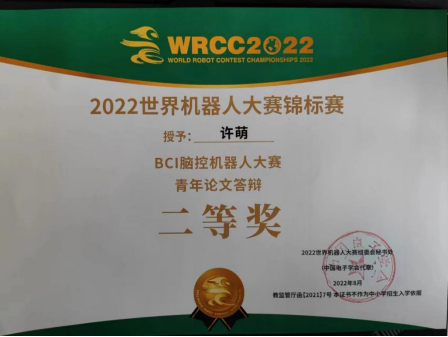 WRCC2022
WORLD ROBOT CONTEST CHAMPIONSHIPS 2022
2022世界机器人大赛锦标赛
授予：许萌
BCI脑控机器人大赛
青年论文答辩
二等奖
2022世界机器人大赛组委会秘书处
(中国电子学会代章)
2022年8月
教监管厅函【2021】7号 本证书不作为中小学招生入学依据